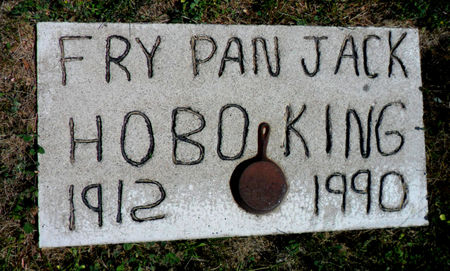 FRY PAN JACK
HOBO KING
1912 1990